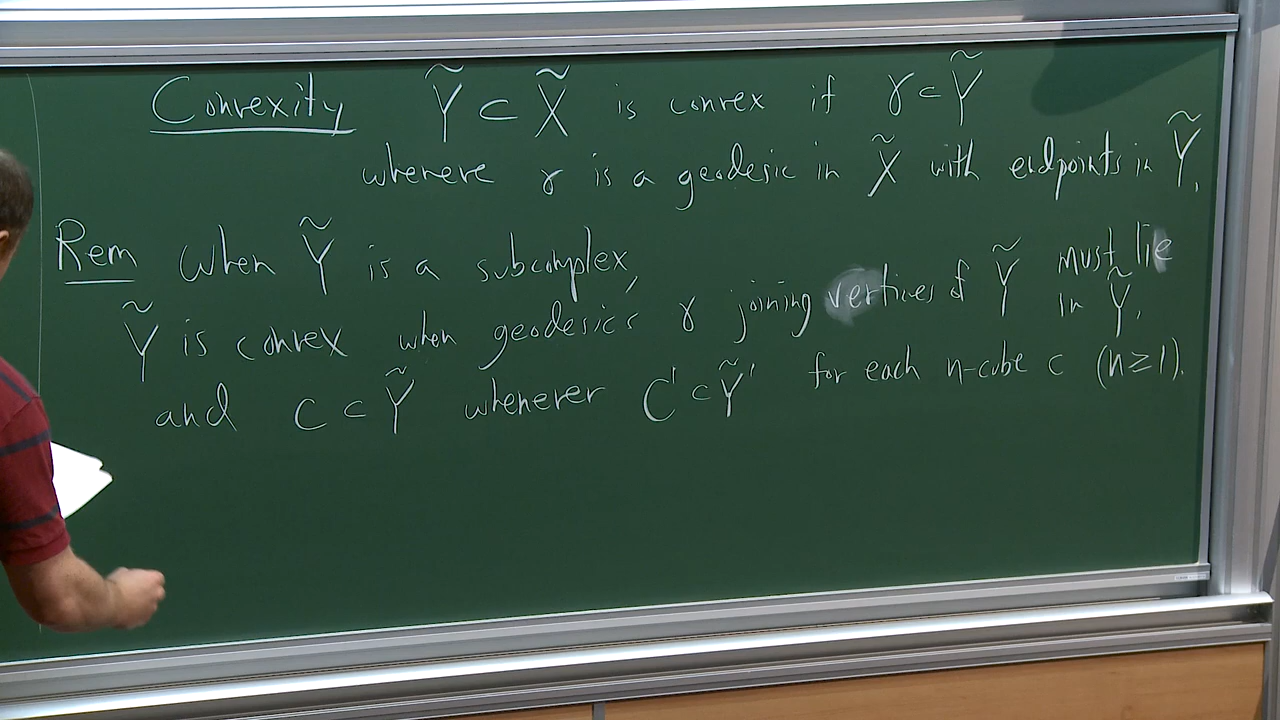 Convexity Ỹ ⊂ X̃ is convex if γ ⊂ Ỹ
whenere γ is a geodesic in X̃ with endpoints in Ỹ.
Rem When Ỹ is a subcomplex,
Ỹ is convex when geodesics γ joining vertices of Ỹ must lie in Ỹ.
and C ⊂ Ỹ whenever C' ⊂ Ỹ' for each n-cube C (n ≥ 1).